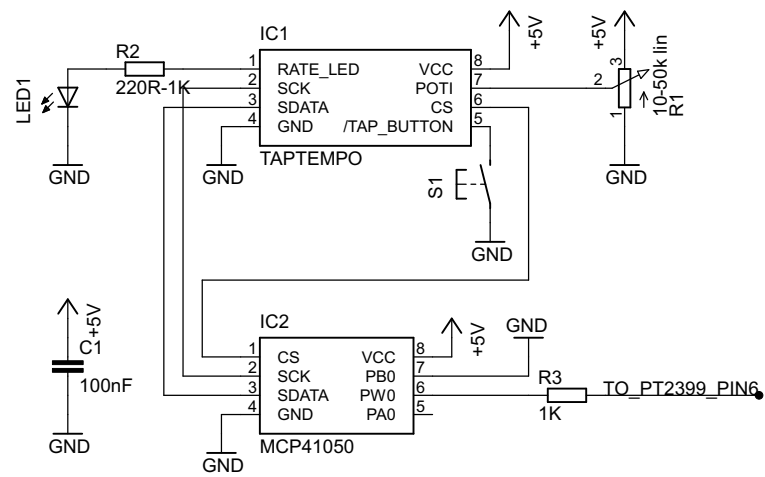 IC1
+5V
+5V
R2
1
RATE_LED
VCC
8
3
LED1
220R-1K
2
SCK
POTI
7
2
10-50k lin
R1
3
SDATA
CS
6
1
4
GND
/TAP_BUTTON
5
GND
GND
TAPTEMPO
GND
S1
GND
IC2
+5V
GND
+5V
C1
1
CS
VCC
8
2
SCK
PB0
7
100nF
3
SDATA
PW0
6
R3
TO_PT2399_PIN6
4
GND
PA0
5
1K
GND
MCP41050
GND